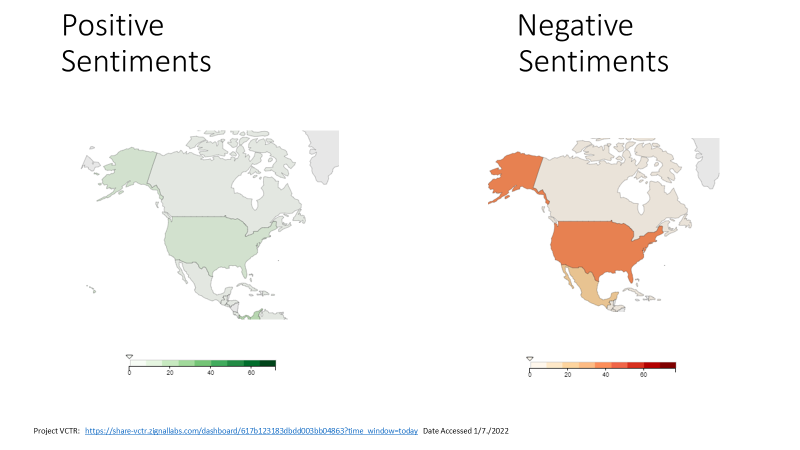 Positive
Sentiments
Negative
Sentiments
0 20 40 60
0 20 40 60
Project VCTR: https://share-vctr.zignallabs.com/dashboard/617b123183dbdd003bb04863?time_window=today Date Accessed 1/7./2022